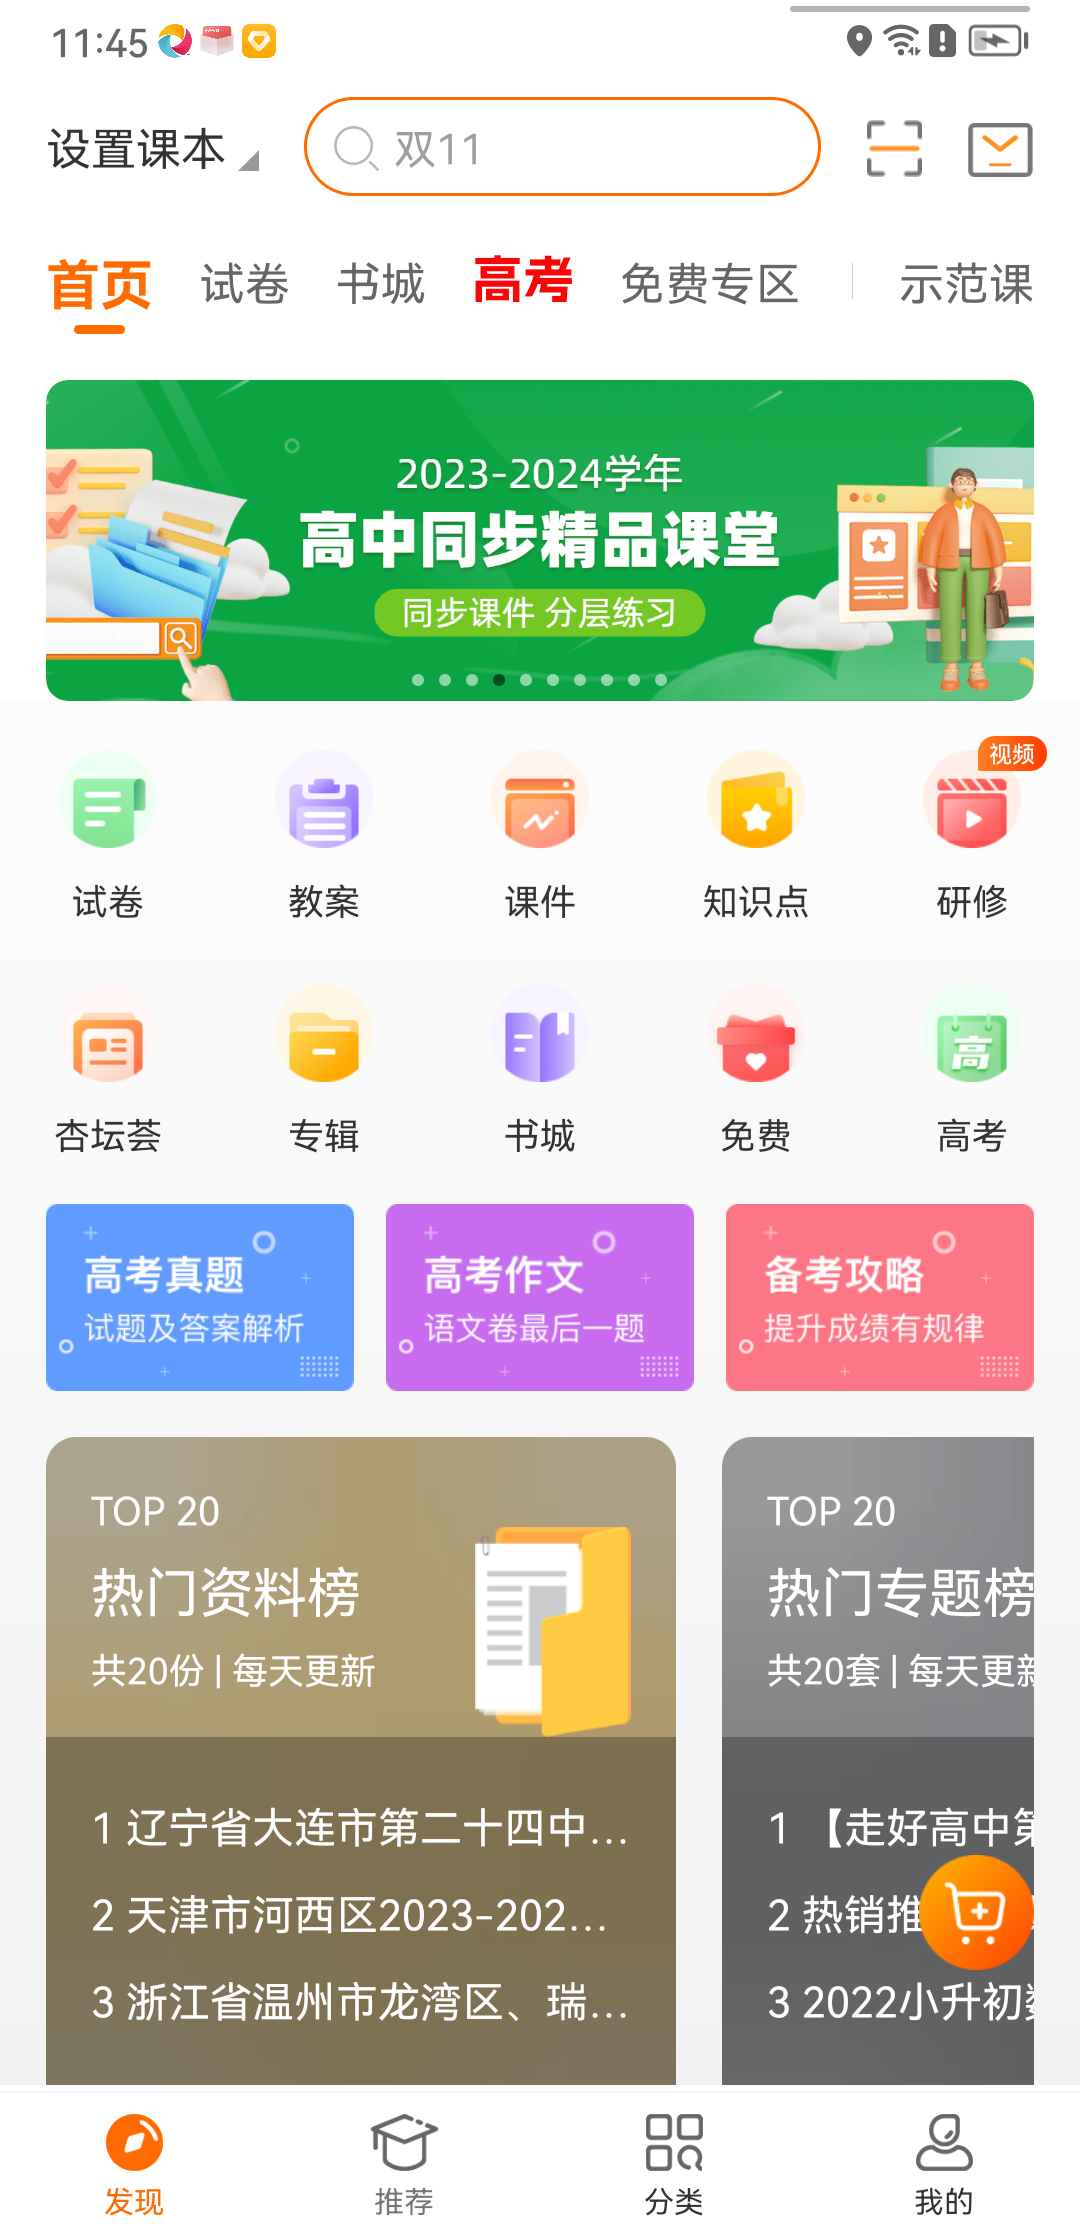 11:45
设置课本
双11
首页 试卷 书城 高考 免费专区 示范课
2023-2024学年
高中同步精品课堂
同步课件 分层练习
视频
试卷 教案 课件 知识点 研修
杏坛荟 专辑 书城 免费 高考
高
高考真题
试题及答案解析
高考作文
语文卷最后一题
备考攻略
提升成绩有规律
TOP 20
热门资料榜
共20份 | 每天更新
1 辽宁省大连市第二十四中...
2 天津市河西区2023-202...
3 浙江省温州市龙湾区、瑞...
TOP 20
热门专题榜
共20套 | 每天更新
1 【走好高中第
2 热销推
3 2022小升初
发现 推荐 分类 我的